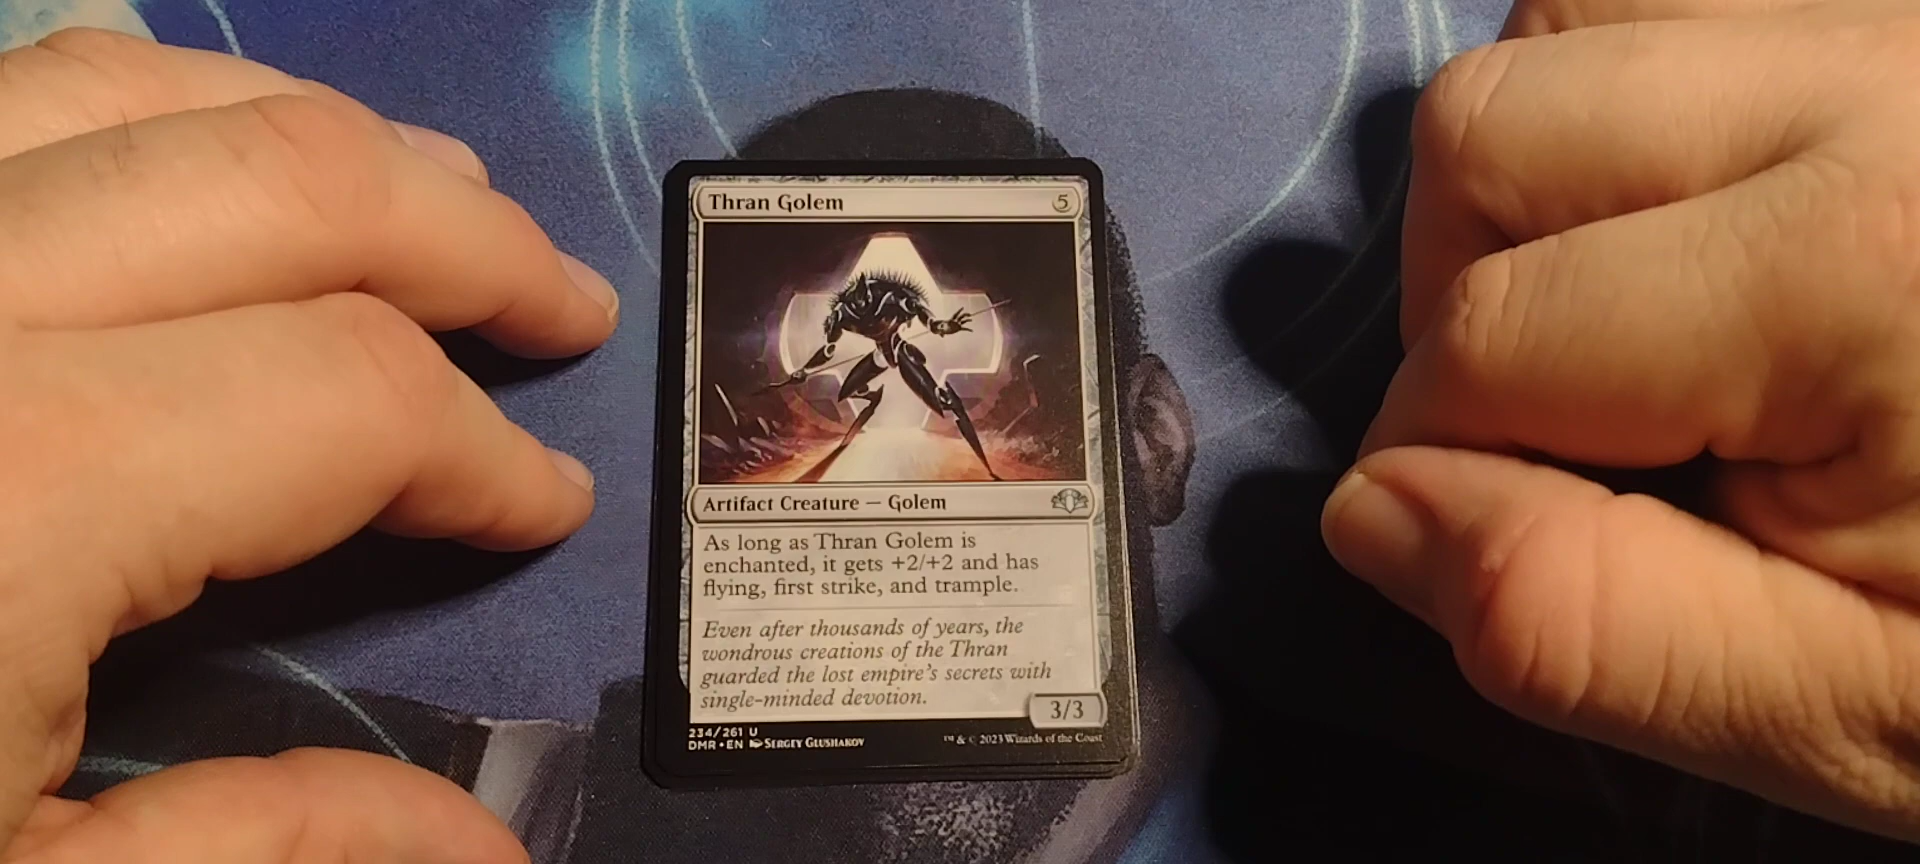 Thran Golem 5
Artifact Creature — Golem
As long as Thran Golem is
enchanted, it gets +2/+2 and has
flying, first strike, and trample.
Even after thousands of years, the
wondrous creations of the Thran
guarded the lost empire's secrets with
single-minded devotion.
3/3
234/261 U
DMR • EN Sergey Glushakov
™ & © 2023 Wizards of the Coast